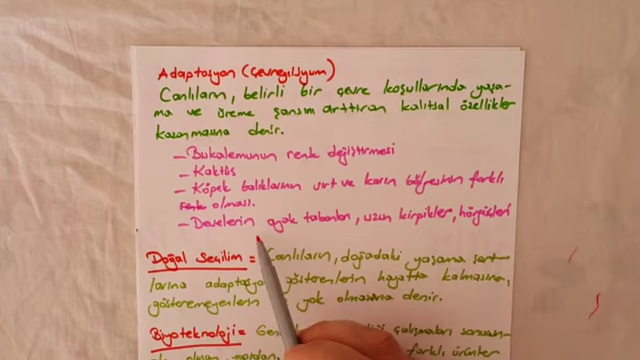 Adaptasyon (Çevreye Uyum)
Canlıların, belirli bir çevre koşullarında yaşa-
ma ve üreme şansını arttıran kalıtsal özellikler
kazanmasına denir.
- Bukalemunun renk değiştirmesi
- Kaktüs
- Köpek balıklarının sırt ve karın bölgesinin farklı
renk olması.
- Develerin ayak tabanları, uzun kirpikler, hörgüçleri
Doğal Seçilim = Canlıların, doğadaki yaşama şart-
larına adaptasyon gösterenlerin hayatta kalmasına,
gösteremeyenlerin yok olmasına denir.
Biyoteknoloji = çalışmaları
farklı ürünler